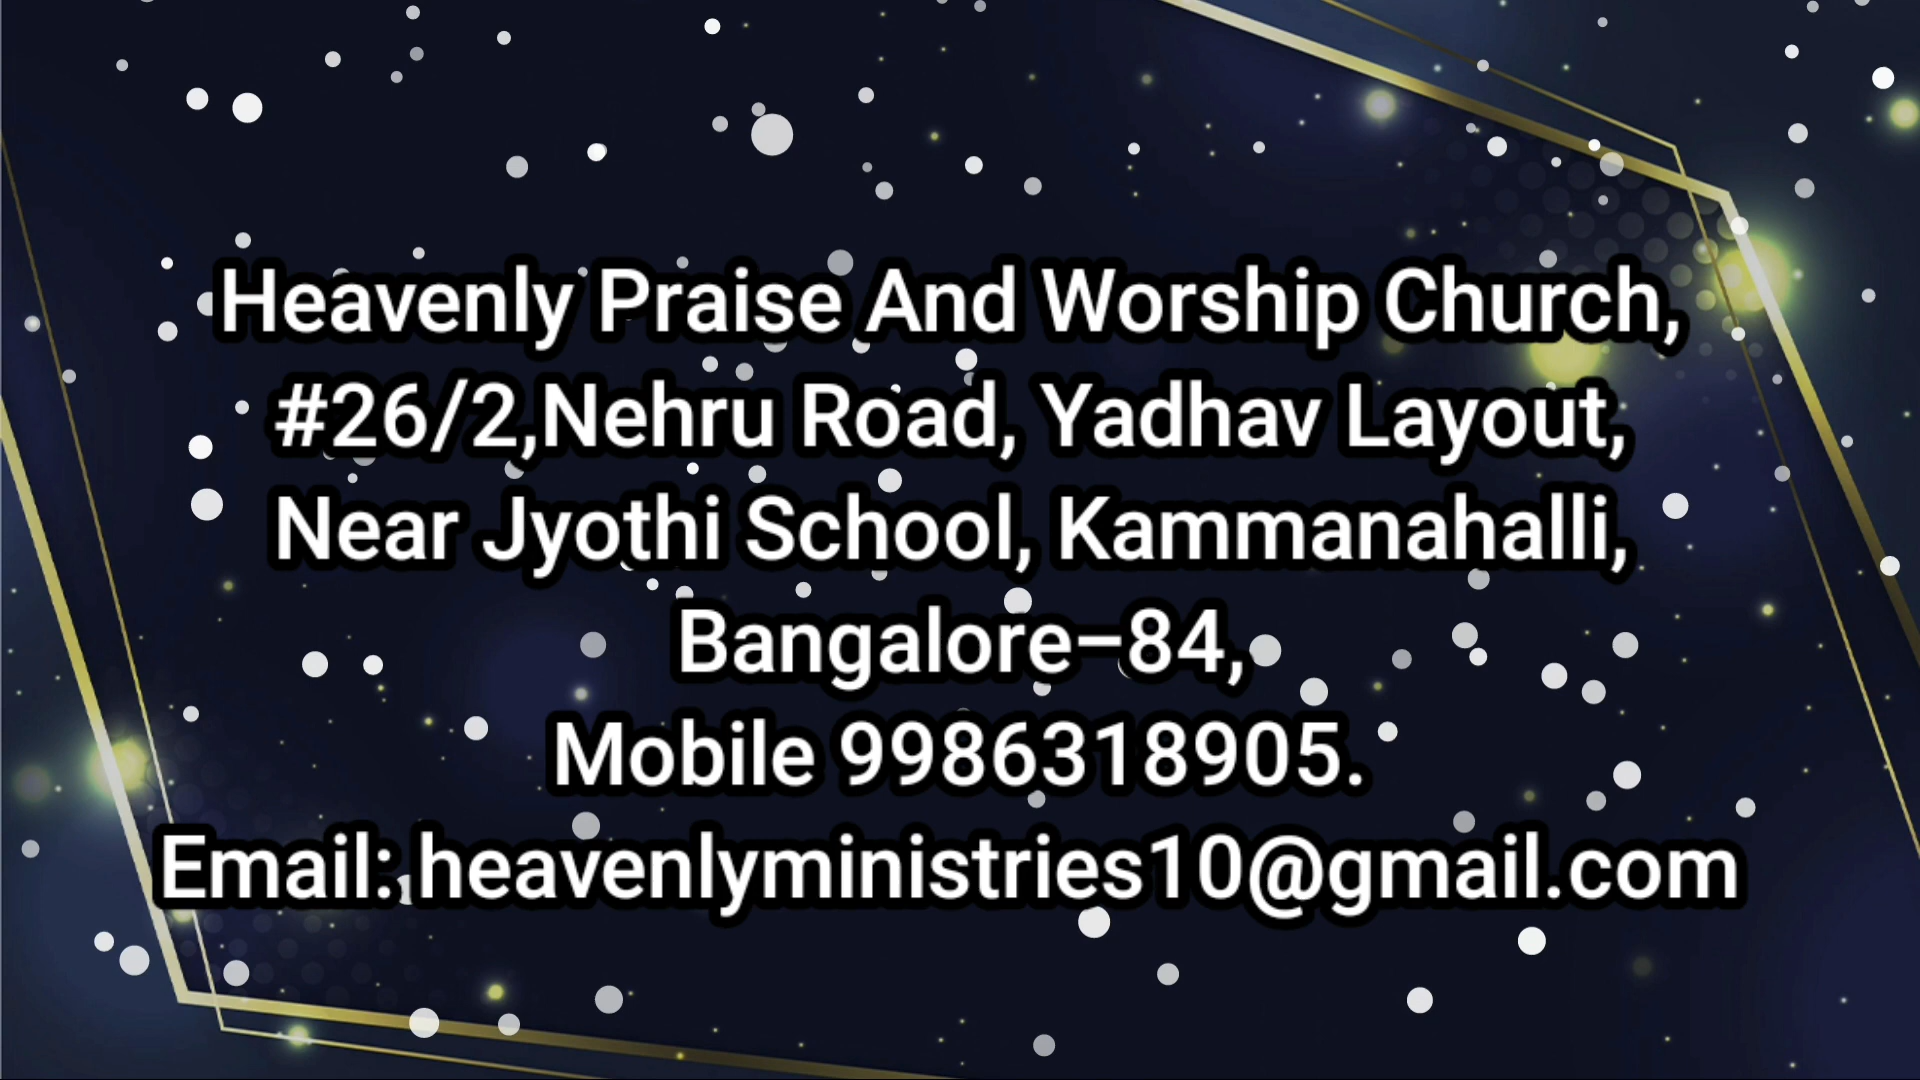 Heavenly Praise And Worship Church,
#26/2,Nehru Road, Yadhav Layout,
Near Jyothi School, Kammanahalli,
Bangalore–84,
Mobile 9986318905.
Email: heavenlyministries10@gmail.com